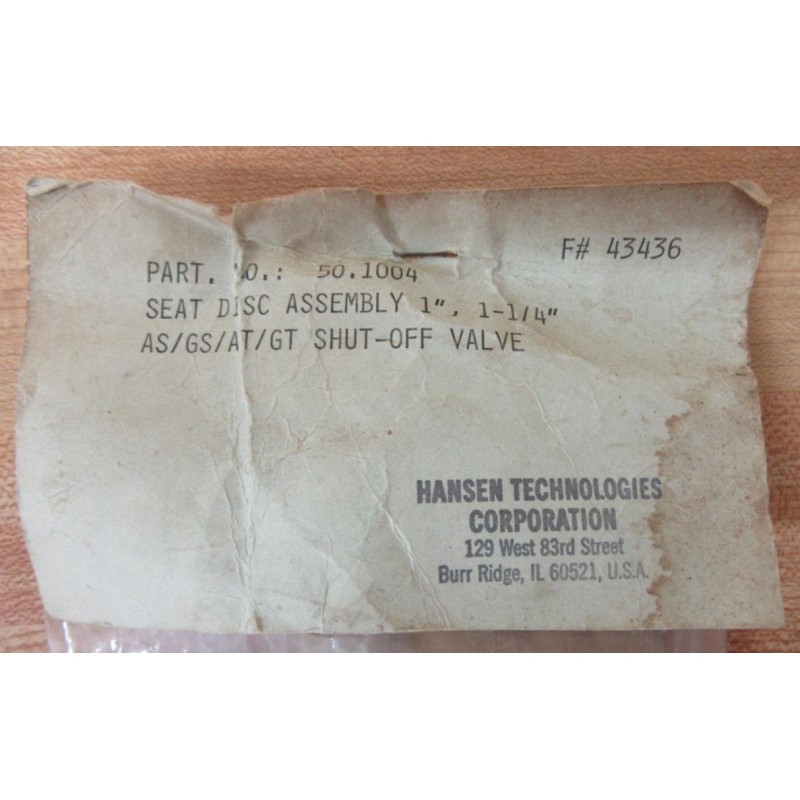 F# 43436
PART. NO.: 50.1004
SEAT DISC ASSEMBLY 1", 1-1/4"
AS/GS/AT/GT SHUT-OFF VALVE
HANSEN TECHNOLOGIES
CORPORATION
129 West 83rd Street
Burr Ridge, IL 60521, U.S.A.